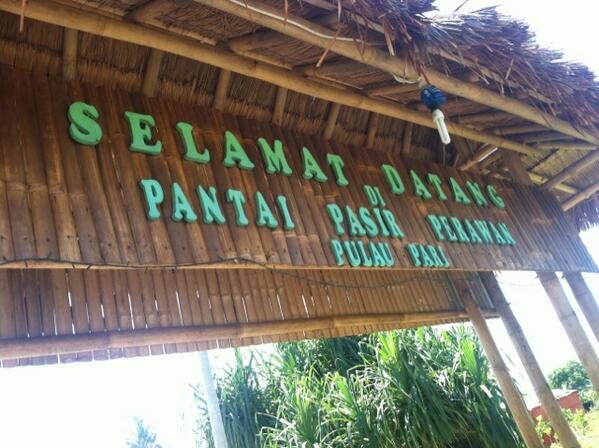 SELAMAT DATANG
DI
PANTAI PASIR PERAWAN
PULAU PARI